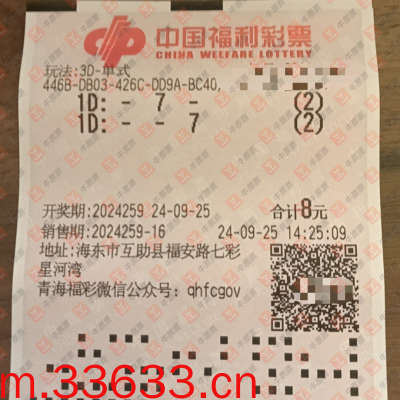 中国福利彩票
CHINA WELFARE LOTTERY
玩法:3D-单式
446B-DB03-426C-DD9A-BC40,
1D: - 7 - (2)
1D: - - 7 (2)
开奖期:2024259 24-09-25 合计8元
销售期:2024259-16 24-09-25 14:25:09
地址:海东市互助县福安路七彩
星河湾
青海福彩微信公众号: qhfcgov
m.33633.cn